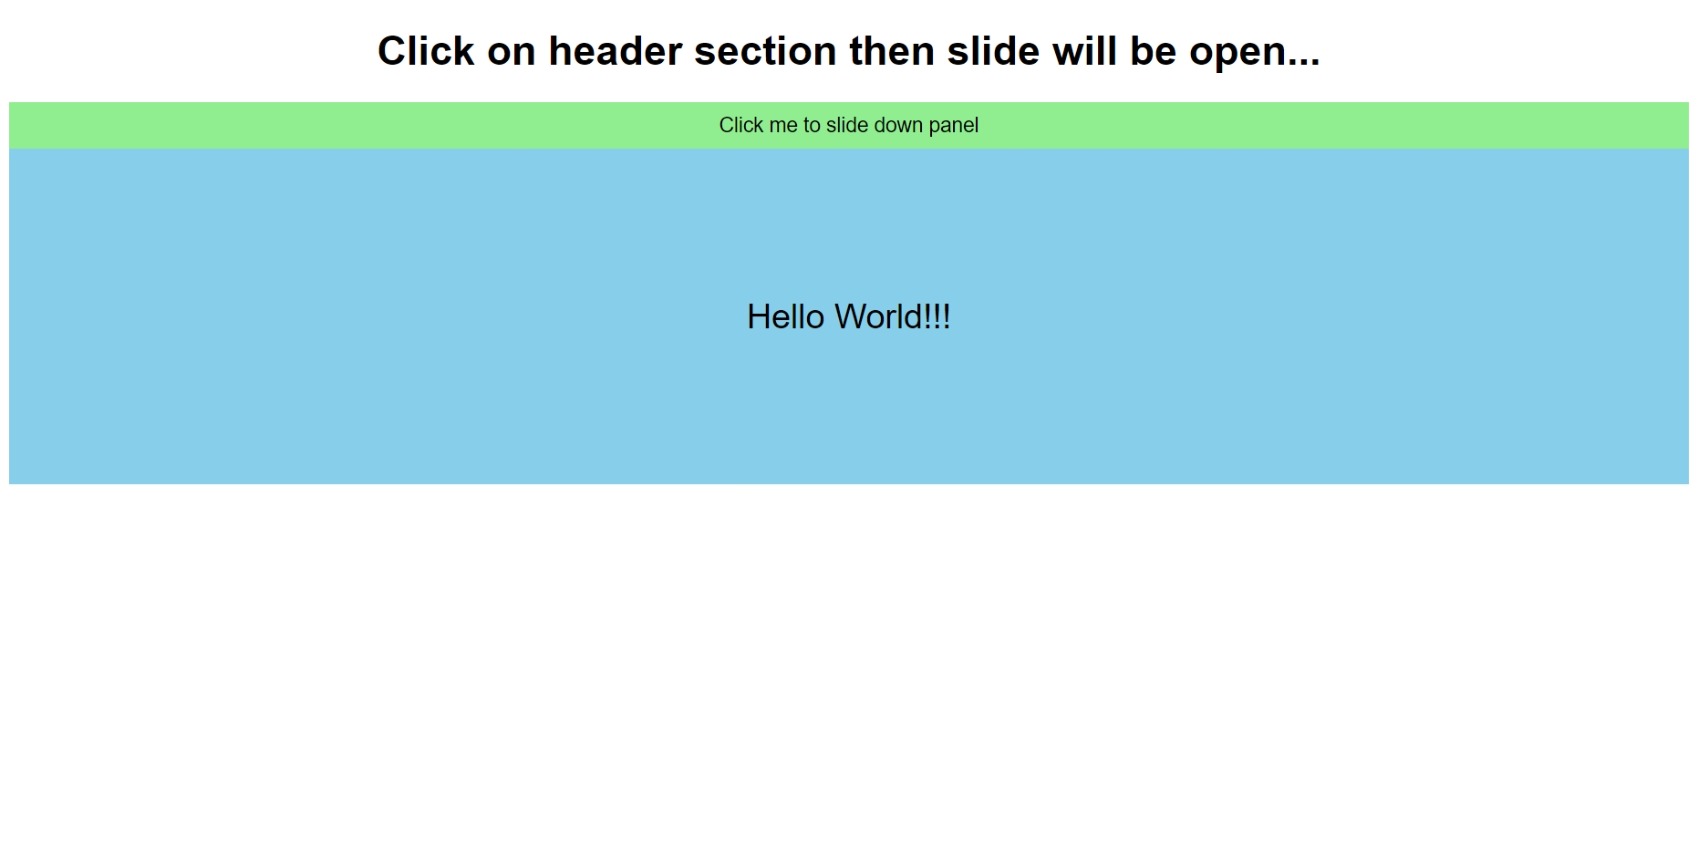 Click on header section then slide will be open...
Click me to slide down panel
Hello World!!!